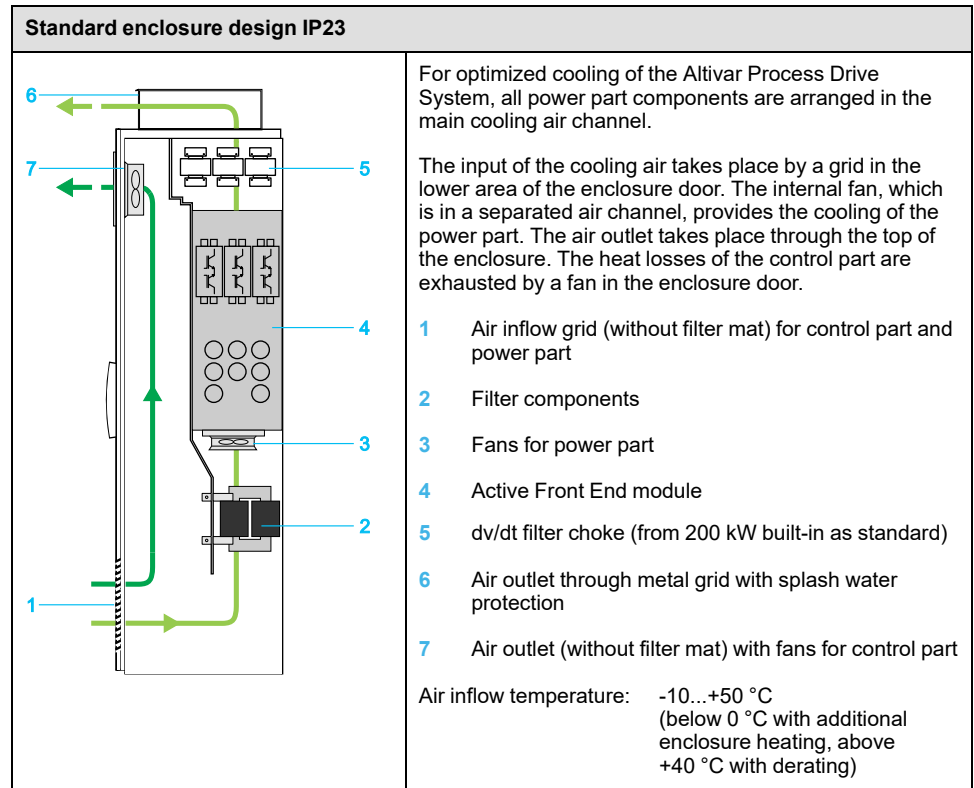 Standard enclosure design IP23
6
7
5
4
3
2
1
For optimized cooling of the Altivar Process Drive
System, all power part components are arranged in the
main cooling air channel.
The input of the cooling air takes place by a grid in the
lower area of the enclosure door. The internal fan, which
is in a separated air channel, provides the cooling of the
power part. The air outlet takes place through the top of
the enclosure. The heat losses of the control part are
exhausted by a fan in the enclosure door.
1 Air inflow grid (without filter mat) for control part and
power part
2 Filter components
3 Fans for power part
4 Active Front End module
5 dv/dt filter choke (from 200 kW built-in as standard)
6 Air outlet through metal grid with splash water
protection
7 Air outlet (without filter mat) with fans for control part
Air inflow temperature: -10...+50 °C
(below 0 °C with additional
enclosure heating, above
+40 °C with derating)